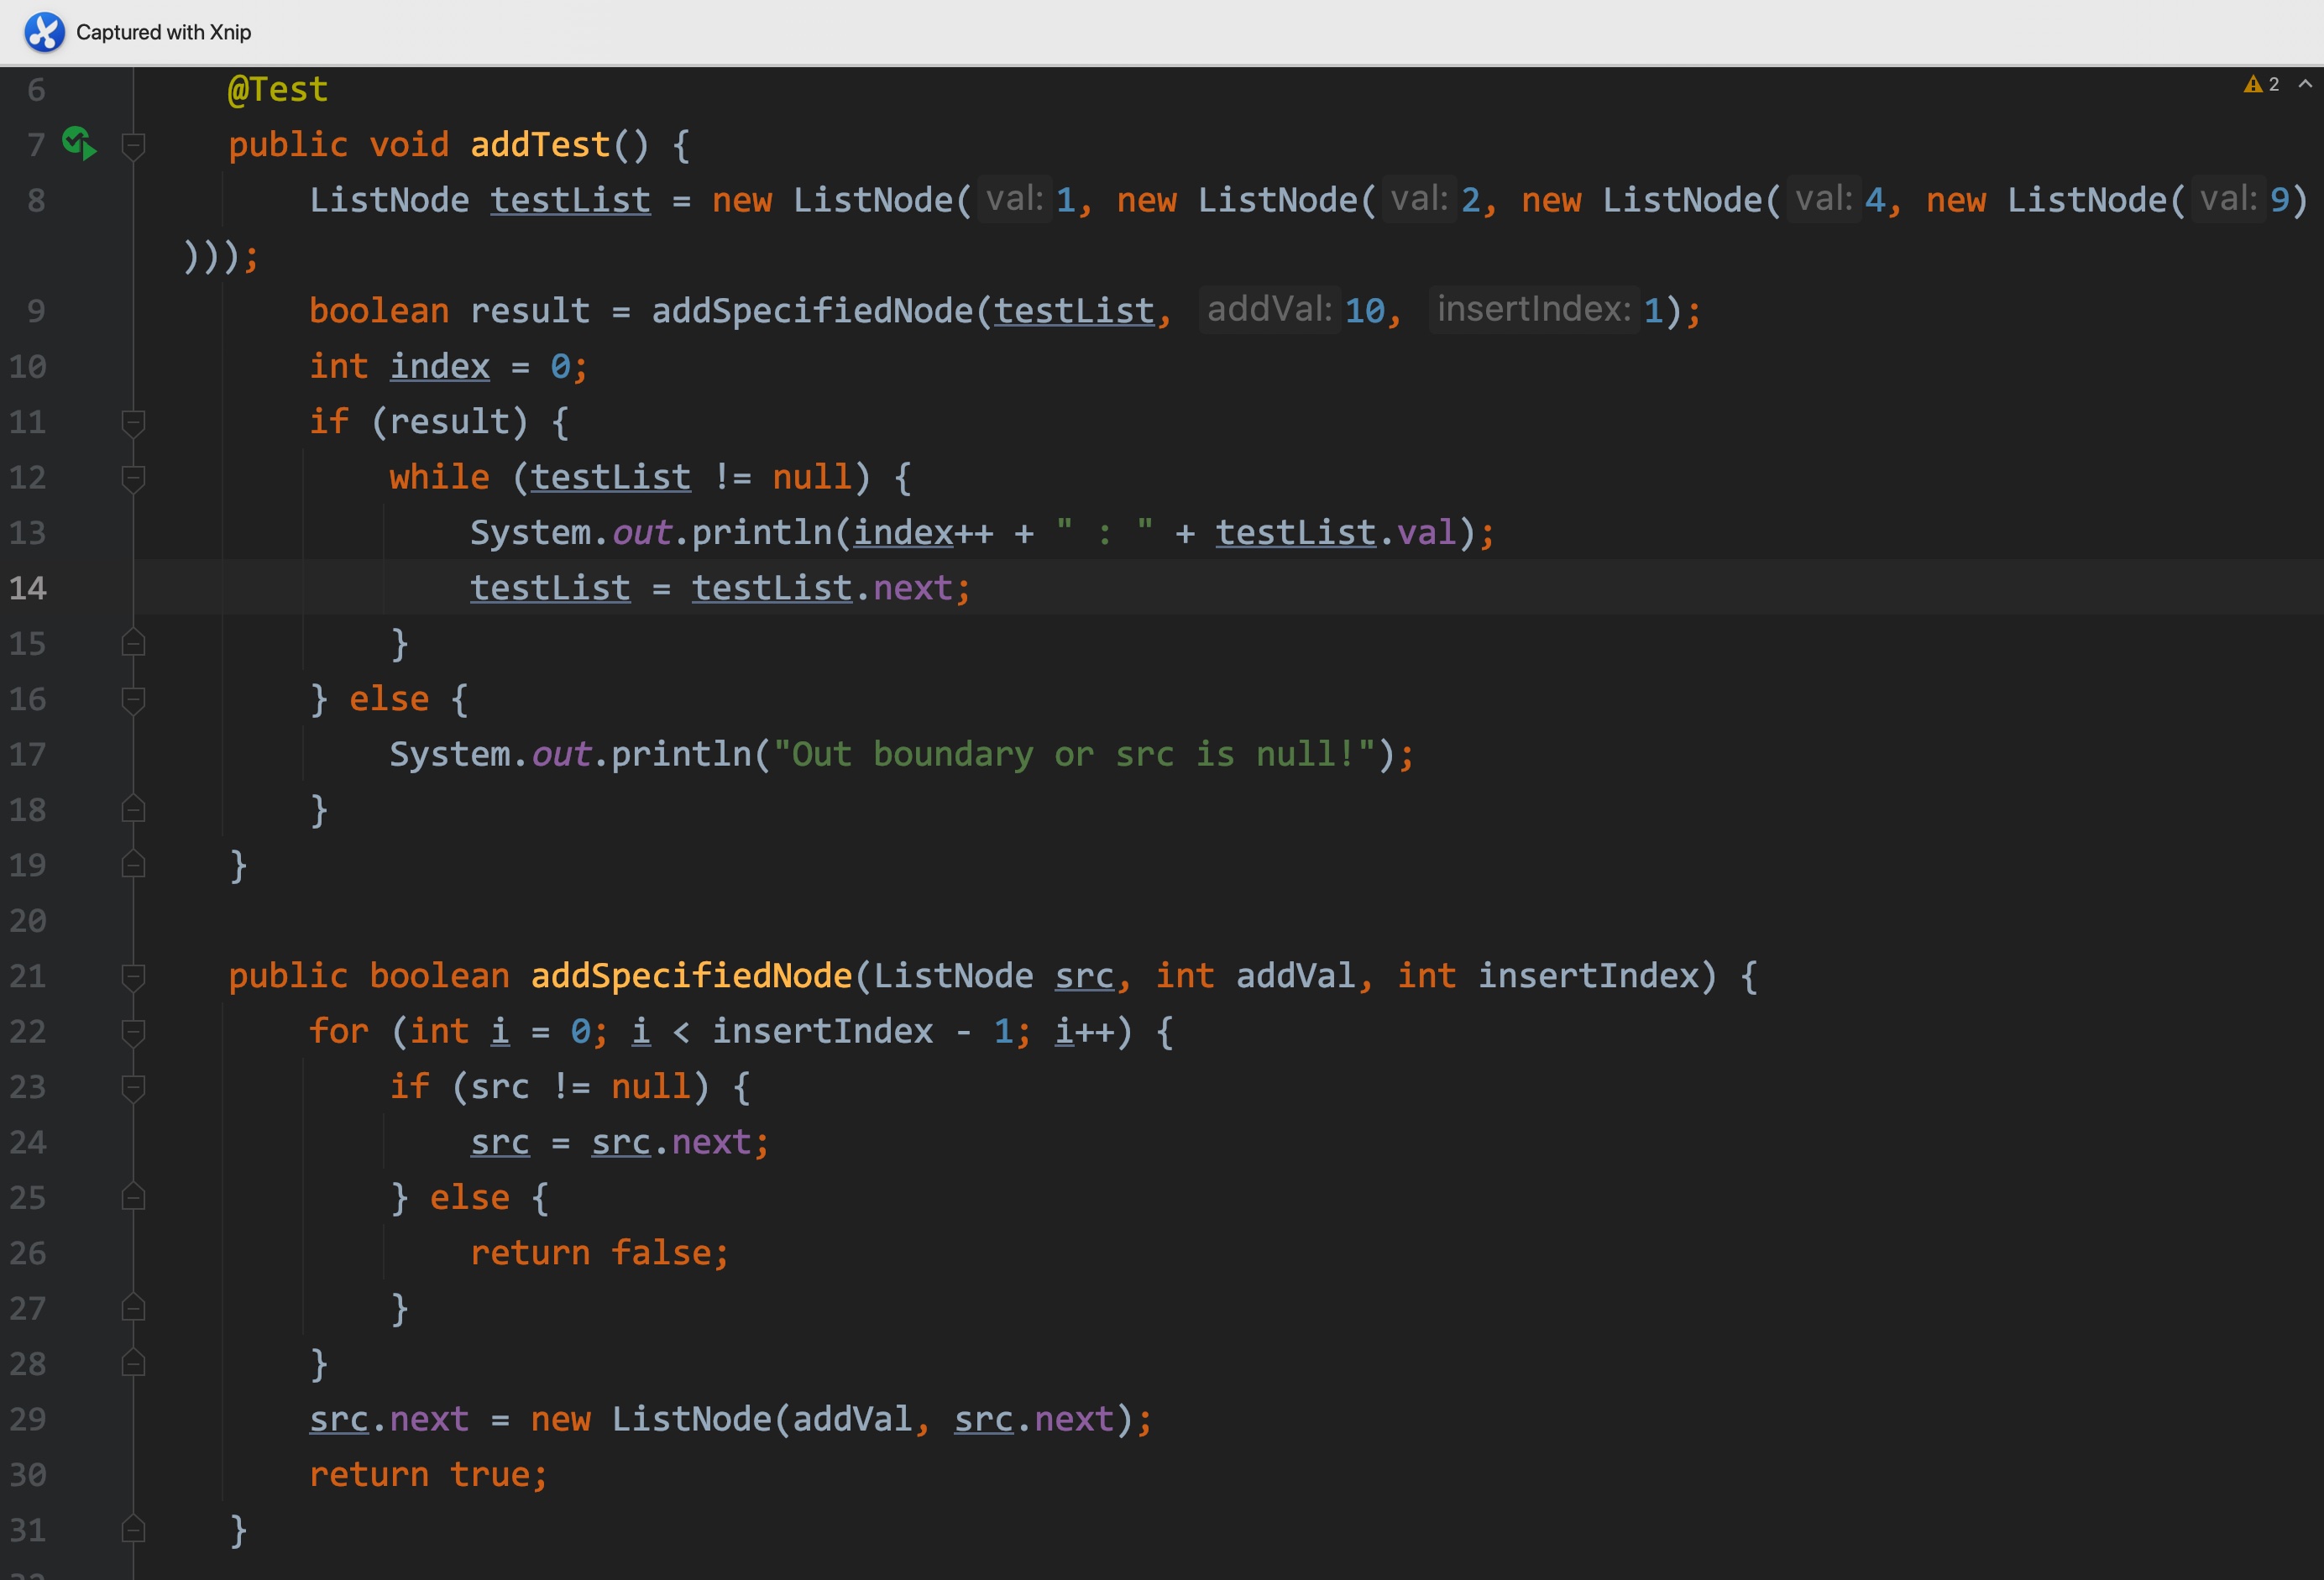 Captured with Xnip
6 @Test
2
7 public void addTest() {
8 ListNode testList = new ListNode( val: 1, new ListNode( val: 2, new ListNode( val: 4, new ListNode( val: 9)
)));
9 boolean result = addSpecifiedNode(testList, addVal: 10, insertIndex: 1);
10 int index = 0;
11 if (result) {
12 while (testList != null) {
13 System.out.println(index++ + " : " + testList.val);
14 testList = testList.next;
15 }
16 } else {
17 System.out.println("Out boundary or src is null!");
18 }
19 }
20
21 public boolean addSpecifiedNode(ListNode src, int addVal, int insertIndex) {
22 for (int i = 0; i < insertIndex - 1; i++) {
23 if (src != null) {
24 src = src.next;
25 } else {
26 return false;
27 }
28 }
29 src.next = new ListNode(addVal, src.next);
30 return true;
31 }